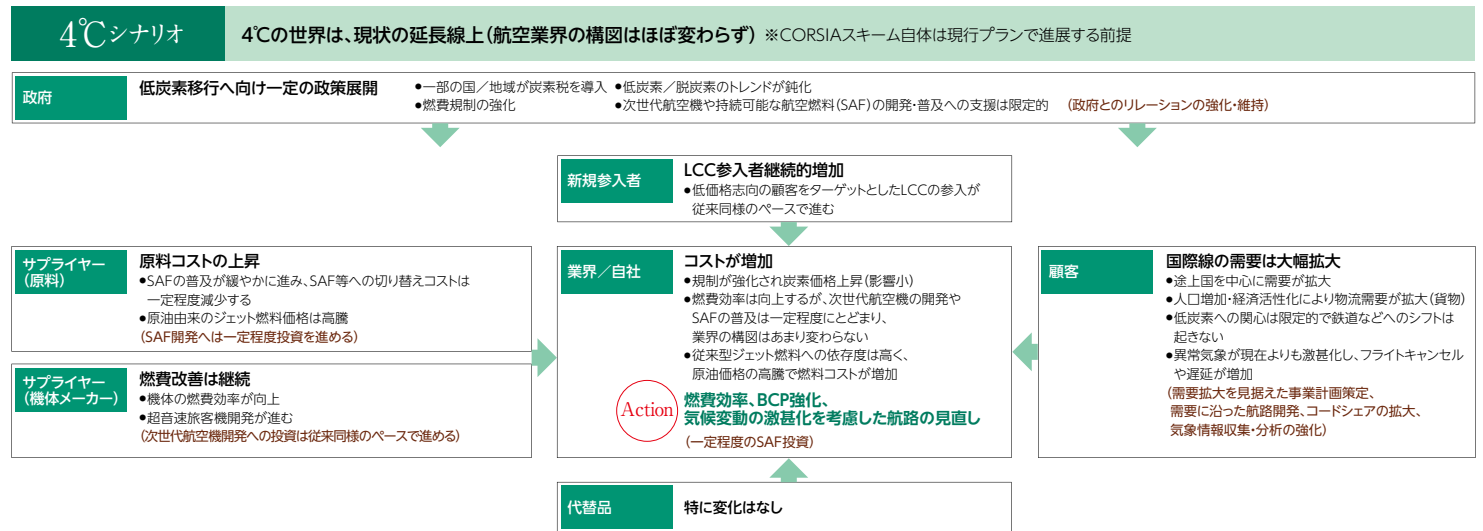 4℃シナリオ
4℃の世界は、現状の延長線上（航空業界の構図はほぼ変わらず） ※CORSIAスキーム自体は現行プランで進展する前提
政府
低炭素移行へ向け一定の政策展開
●一部の国／地域が炭素税を導入 ●低炭素／脱炭素のトレンドが鈍化
●燃費規制の強化 ●次世代航空機や持続可能な航空燃料（SAF）の開発・普及への支援は限定的 （政府とのリレーションの強化・維持）
新規参入者
LCC参入者継続的増加
●低価格志向の顧客をターゲットとしたLCCの参入が
従来同様のペースで進む
サプライヤー
（原料）
原料コストの上昇
●SAFの普及が緩やかに進み、SAF等への切り替えコストは
一定程度減少する
●原油由来のジェット燃料価格は高騰
（SAF開発へは一定程度投資を進める）
サプライヤー
（機体メーカー）
燃費改善は継続
●機体の燃費効率が向上
●超音速旅客機開発が進む
（次世代航空機開発への投資は従来同様のペースで進める）
業界／自社
コストが増加
●規制が強化され炭素価格上昇（影響小）
●燃費効率は向上するが、次世代航空機の開発や
SAFの普及は一定程度にとどまり、
業界の構図はあまり変わらない
●従来型ジェット燃料への依存度は高く、
原油価格の高騰で燃料コストが増加
Action
燃費効率、BCP強化、
気候変動の激甚化を考慮した航路の見直し
（一定程度のSAF投資）
顧客
国際線の需要は大幅拡大
●途上国を中心に需要が拡大
●人口増加・経済活性化により物流需要が拡大（貨物）
●低炭素への関心は限定的で鉄道などへのシフトは
起きない
●異常気象が現在よりも激甚化し、フライトキャンセル
や遅延が増加
（需要拡大を見据えた事業計画策定、
需要に沿った航路開発、コードシェアの拡大、
気象情報収集・分析の強化）
代替品
特に変化はなし